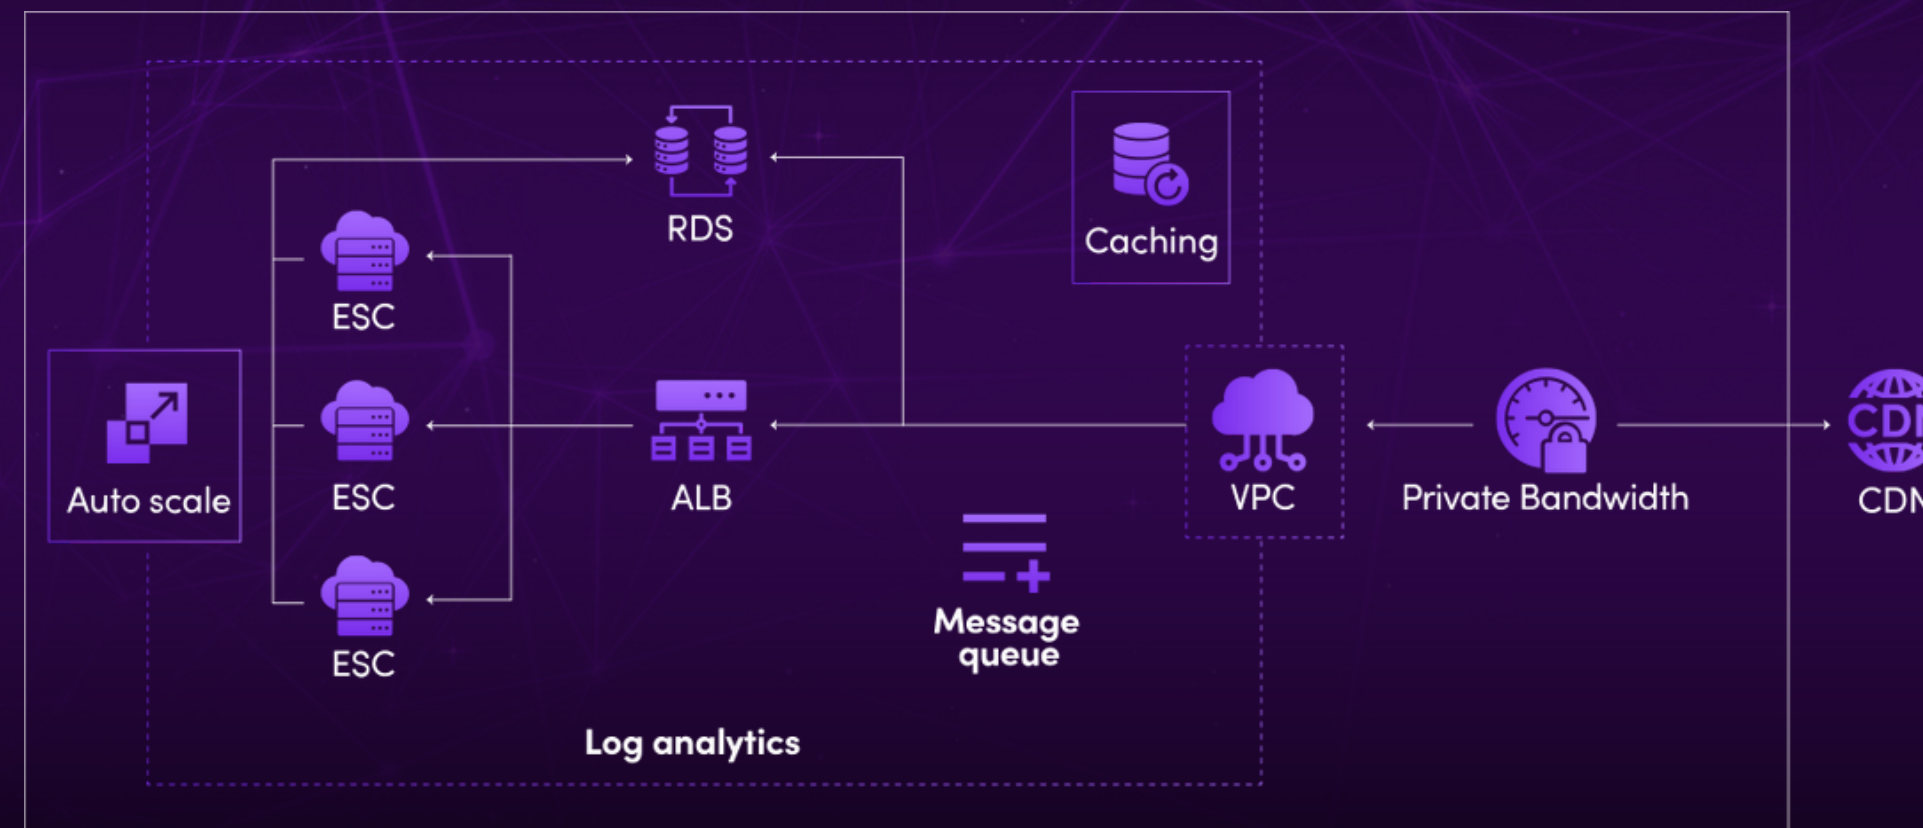 RDS
Caching
ESC
Auto scale
ESC
ALB
VPC
Private Bandwidth
Message
queue
ESC
Log analytics